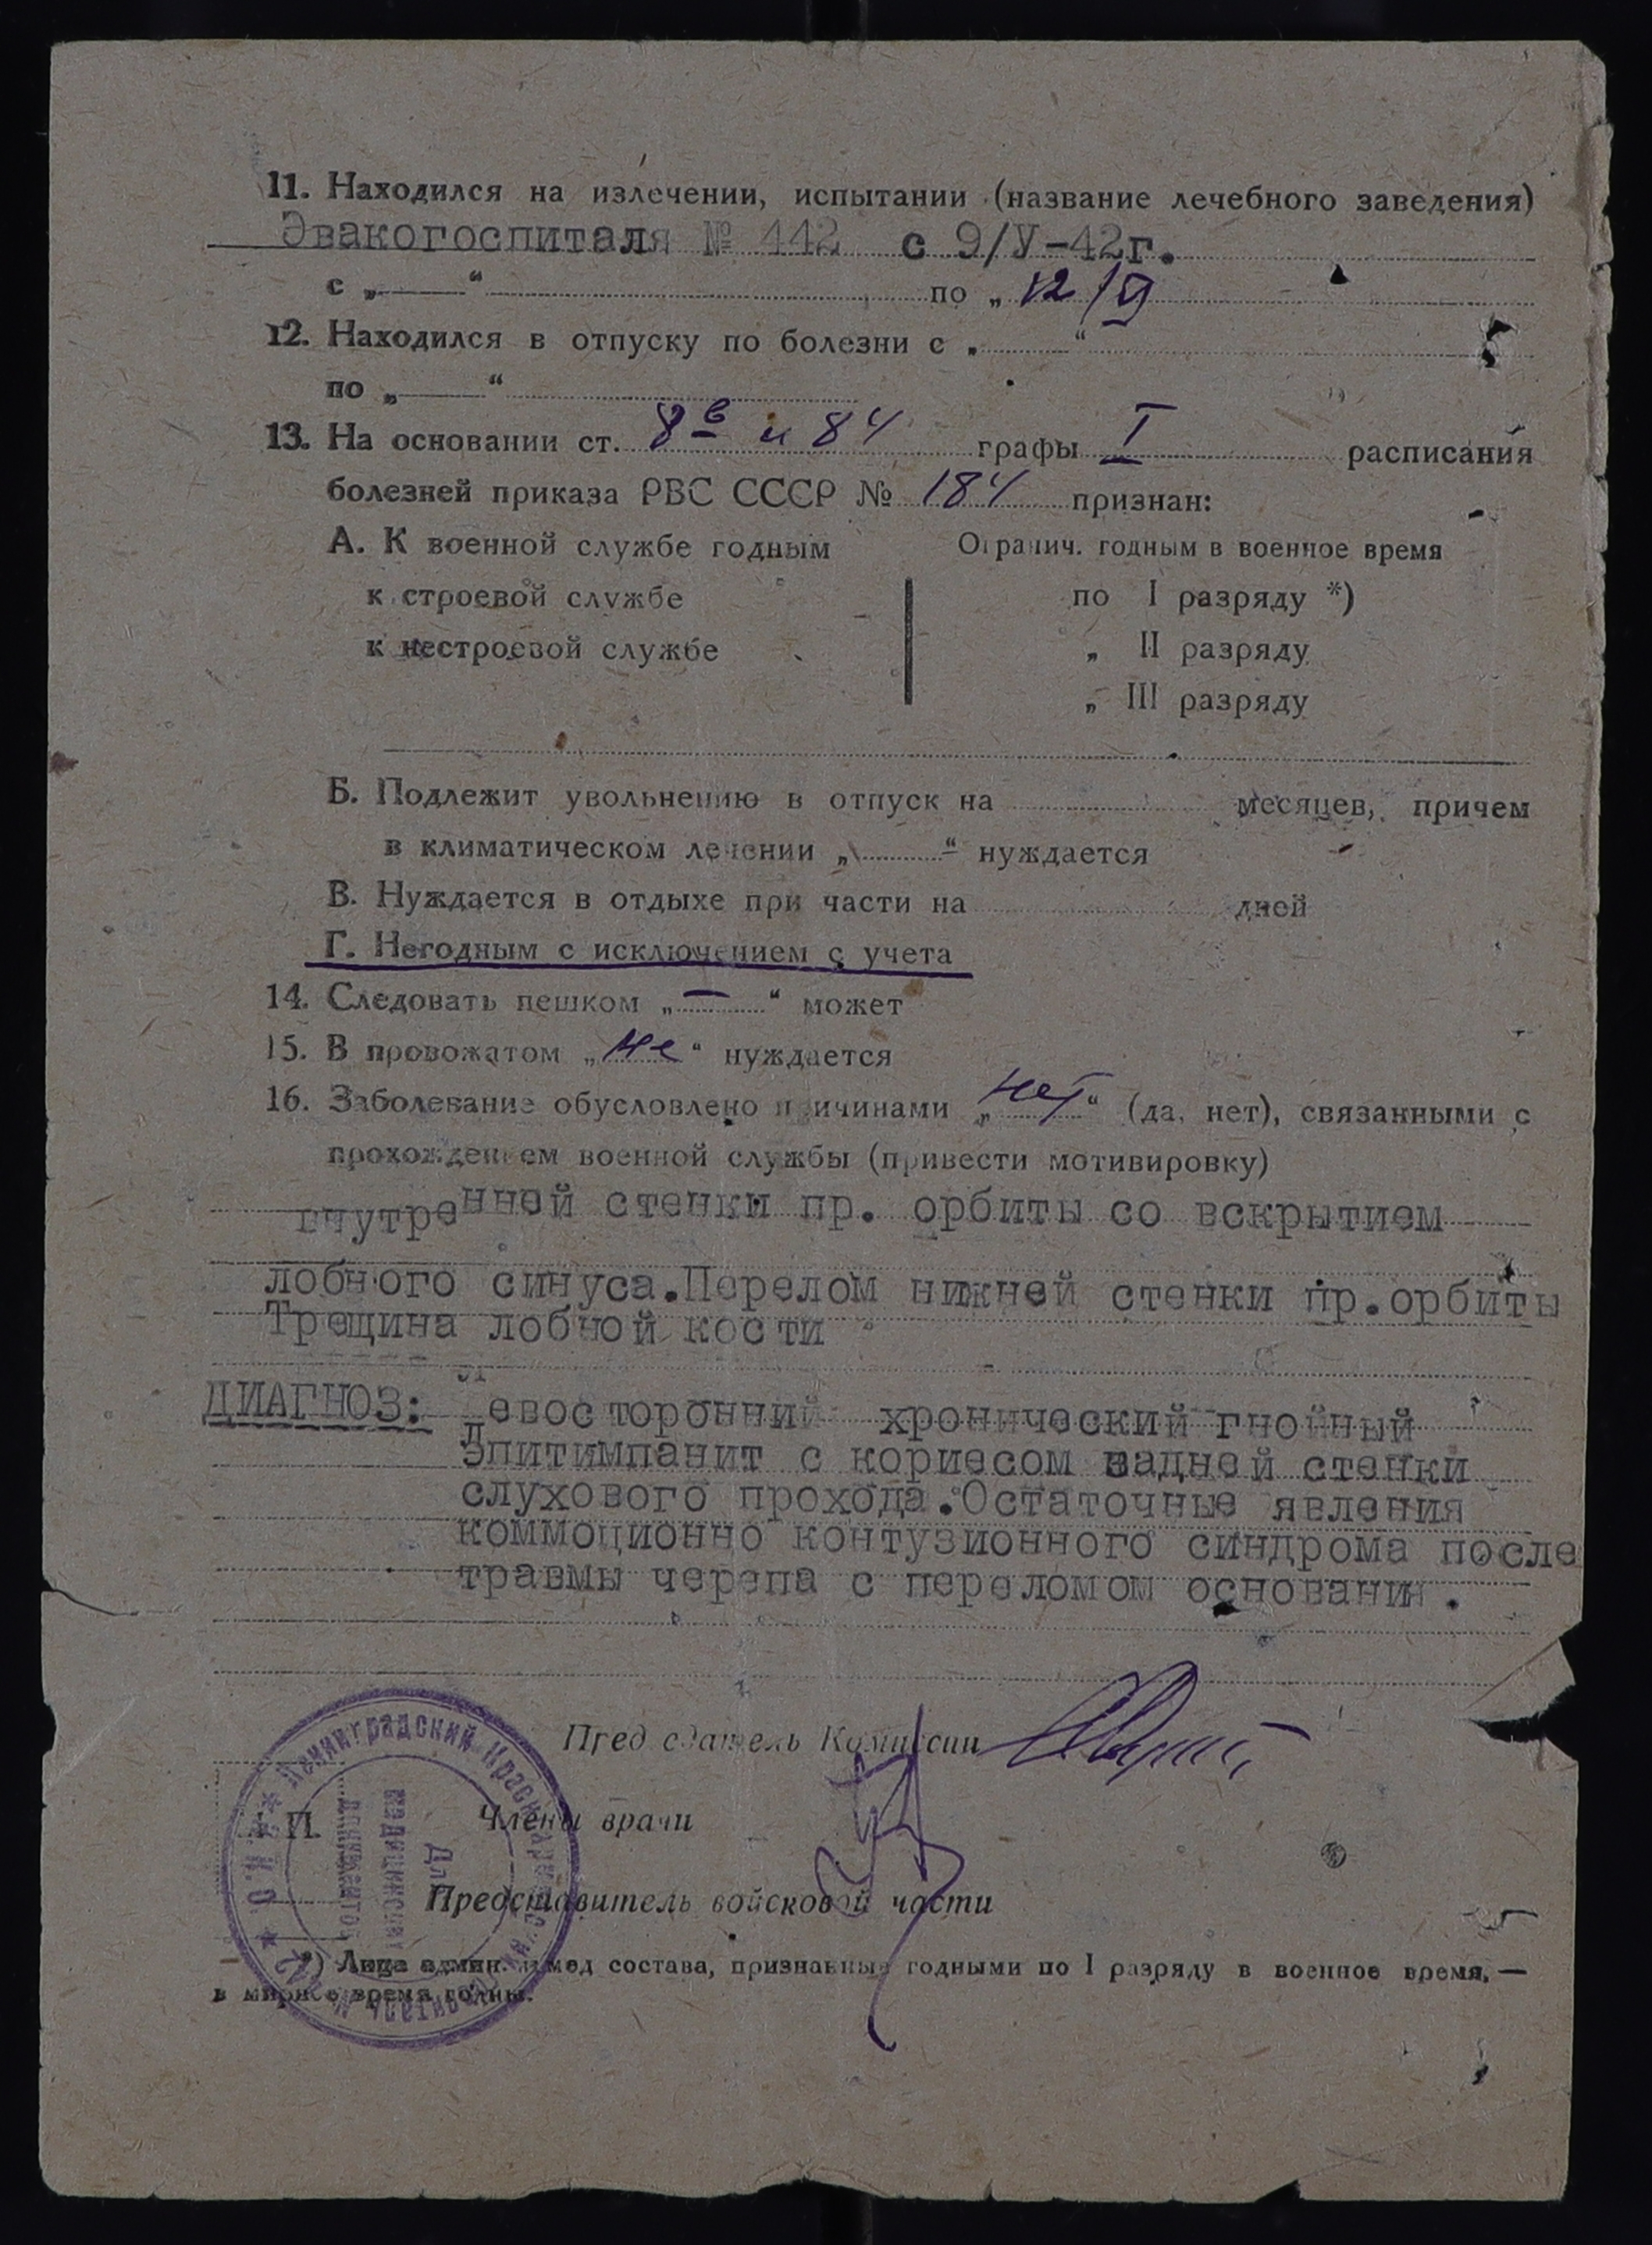 11. Находился на излечении, испытании (название лечебного заведения)
Эвакогоспиталя № 442 с 9/У-42г.
с „ “ по „ 12/VI
12. Находился в отпуску по болезни с „ “
по „ “
13. На основании ст. 8в и 84 графы I расписания
болезней приказа РВС СССР № 184 признан:
А. К военной службе годным Огранич. годным в военное время
к строевой службе по I разряду *)
к нестроевой службе „ II разряду
„ III разряду
Б. Подлежит увольнению в отпуск на месяцев, причем
в климатическом лечении „ “ нуждается
В. Нуждается в отдыхе при части на дней
Г. Негодным с исключением с учета
14. Следовать пешком „—“ может
15. В провожатом „не“ нуждается
16. Заболевание обусловлено причинами „нет“ (да, нет), связанными с
прохождением военной службы (привести мотивировку)
внутренней стенки пр. орбиты со вскрытием
лобного синуса.Перелом нижней стенки пр.орбиты
Трещина лобной кости
ДИАГНОЗ: Левосторонний хронический гнойный
эпитимпанит с кориесом задней стенки
слухового прохода.Остаточные явления
коммоционно контузионного синдрома после
травмы черепа с переломом основания.
Председатель Комиссии
М. П. Члены врачи
Представитель войсковой части
*) Лица админ. и мед состава, признанные годными по I разряду в военное время, —
в мирное время годны.
Ленинградский Красн
Для
медицинских
документов